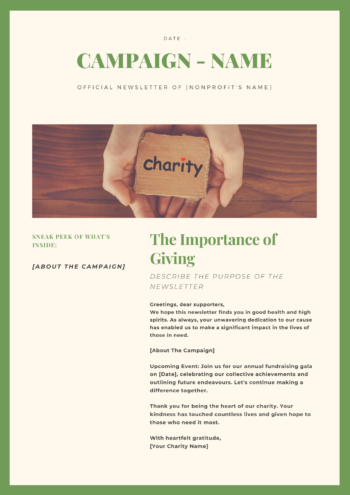 DATE -
CAMPAIGN - NAME
OFFICIAL NEWSLETTER OF [NONPROFIT'S NAME]
charity
SNEAK PEEK OF WHAT'S
INSIDE:
[ABOUT THE CAMPAIGN]
The Importance of
Giving
DESCRIBE THE PURPOSE OF THE
NEWSLETTER
Greetings, dear supporters,
We hope this newsletter finds you in good health and high
spirits. As always, your unwavering dedication to our cause
has enabled us to make a significant impact in the lives of
those in need.
[About The Campaign]
Upcoming Event: Join us for our annual fundraising gala
on [Date], celebrating our collective achievements and
outlining future endeavours. Let's continue making a
difference together.
Thank you for being the heart of our charity. Your
kindness has touched countless lives and given hope to
those who need it most.
With heartfelt gratitude,
[Your Charity Name]